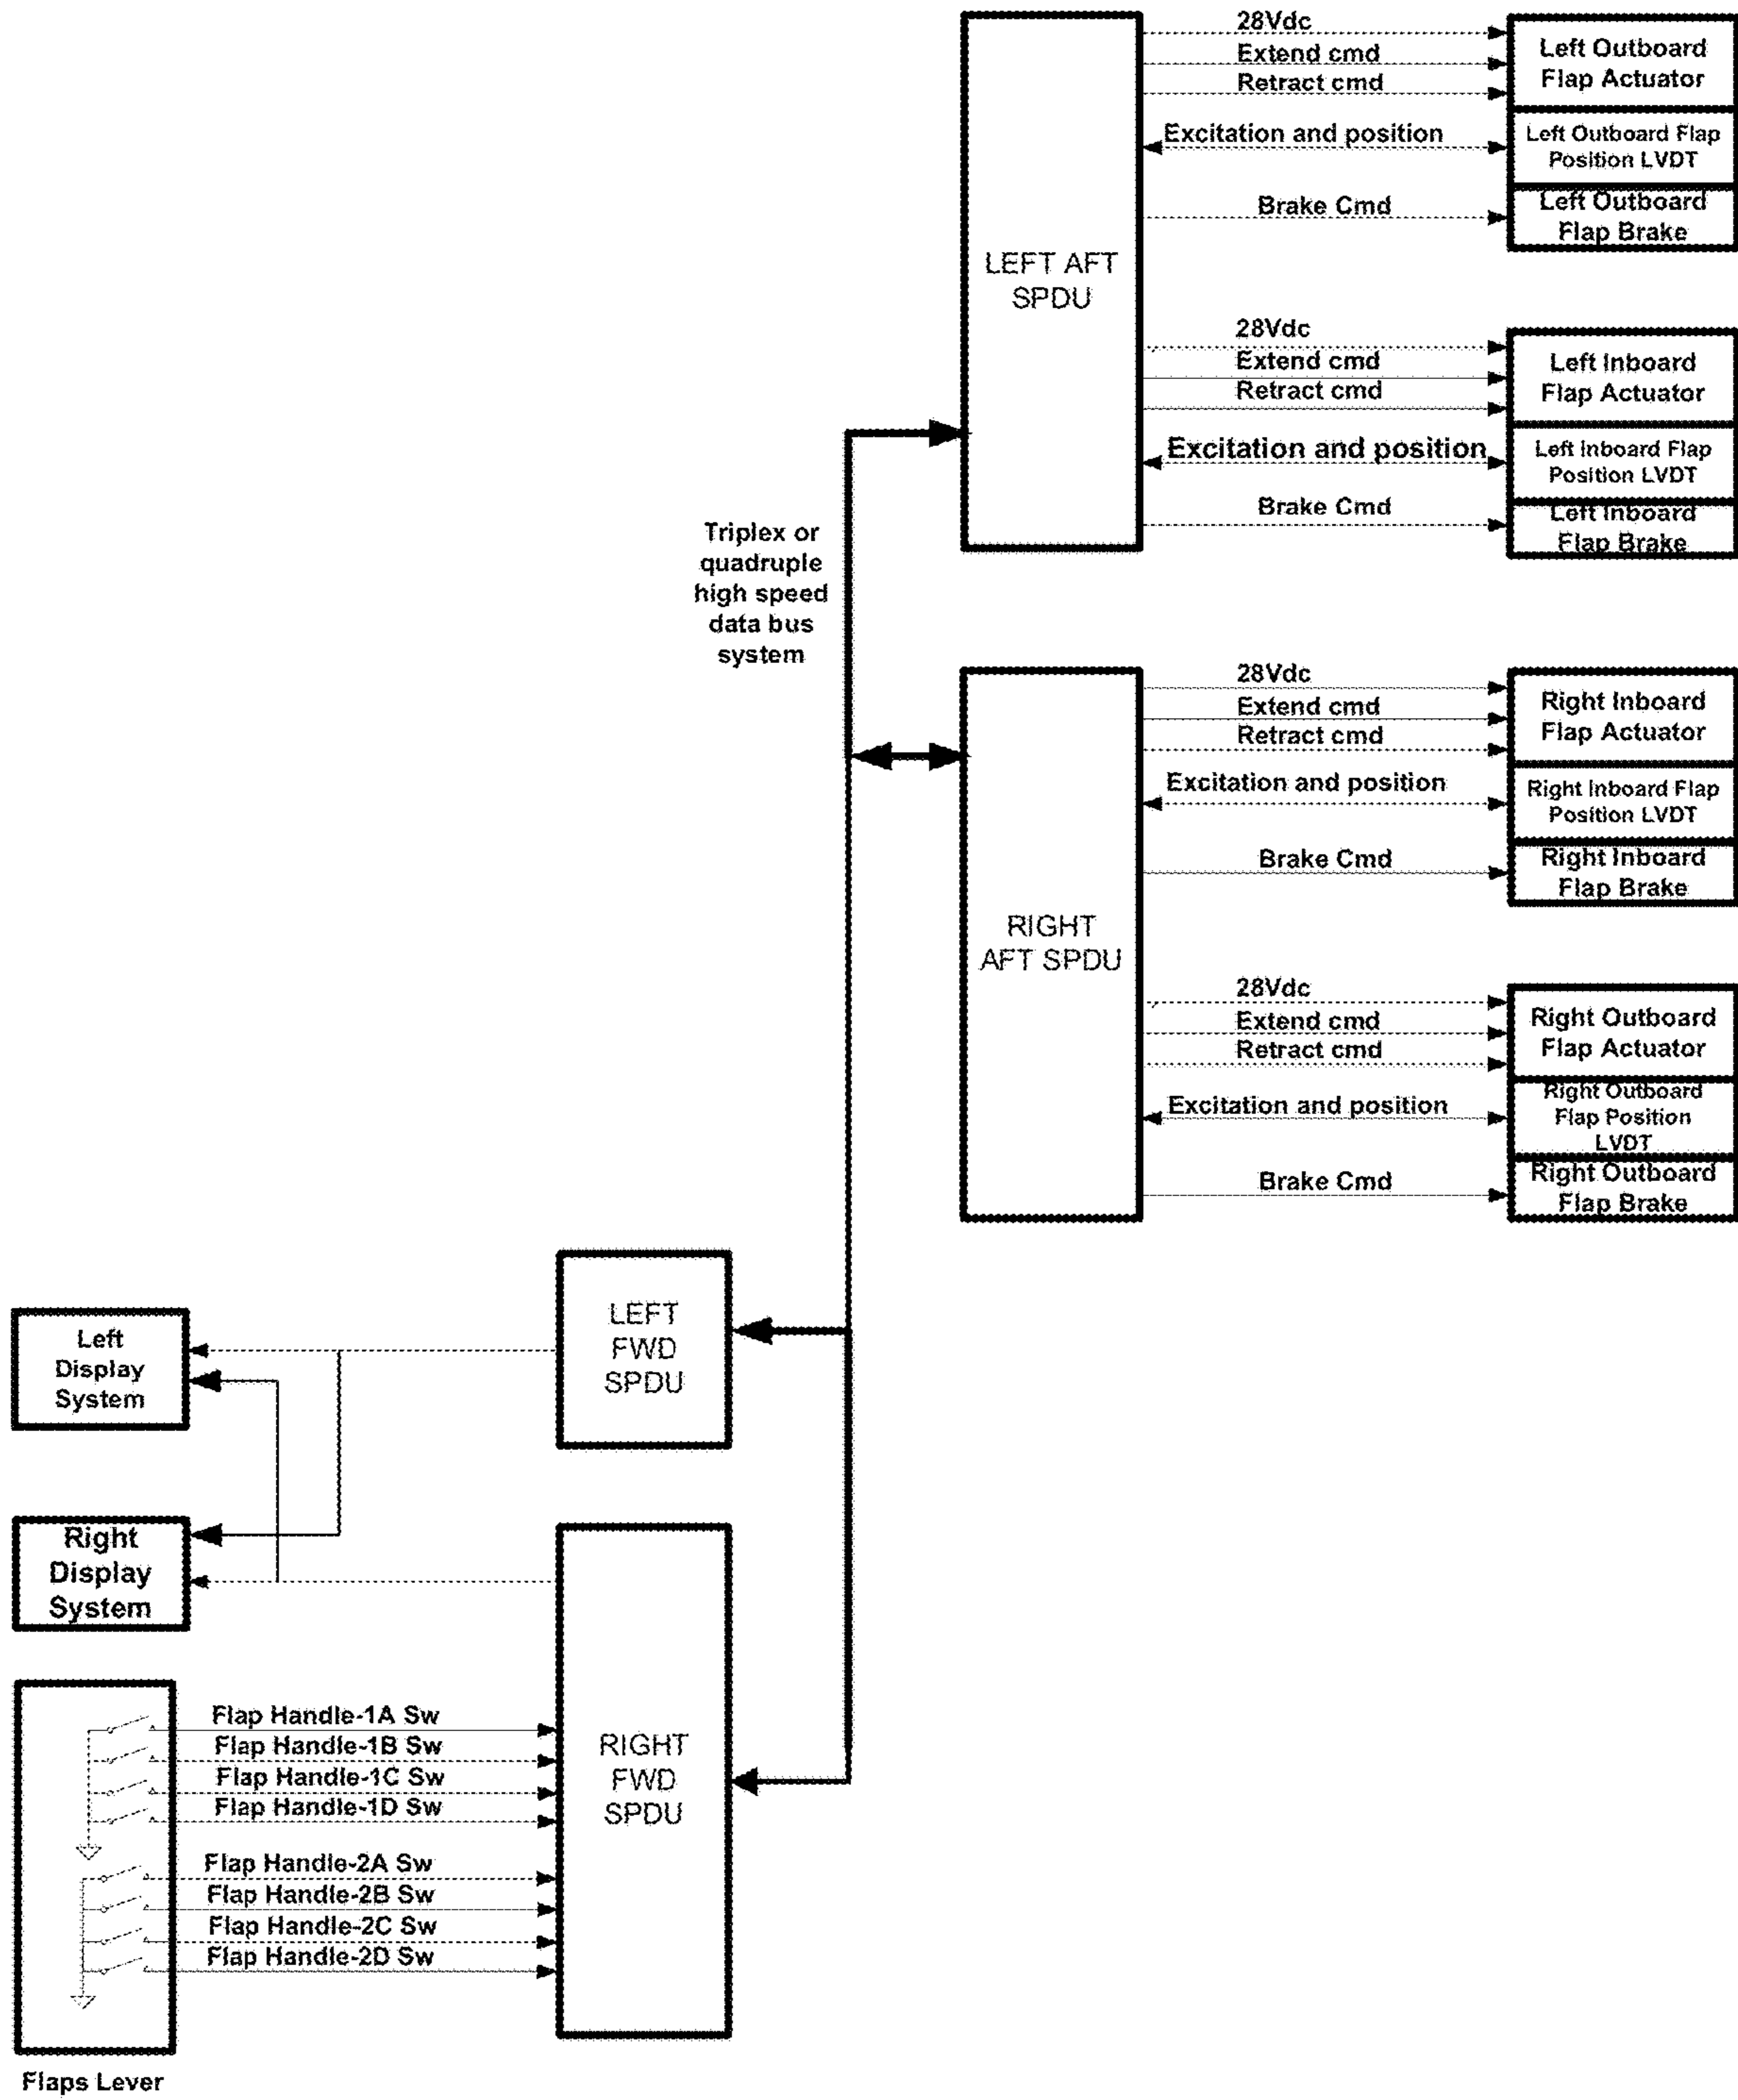 28Vdc
Extend cmd
Retract cmd
Excitation and position
Brake Cmd
Left Outboard
Flap Actuator
Left Outboard Flap
Position LVDT
Left Outboard
Flap Brake
LEFT AFT
SPDU
28Vdc
Extend cmd
Retract cmd
Excitation and position
Brake Cmd
Left Inboard
Flap Actuator
Left Inboard Flap
Position LVDT
Left Inboard
Flap Brake
Triplex or
quadruple
high speed
data bus
system
28Vdc
Extend cmd
Retract cmd
Excitation and position
Brake Cmd
Right Inboard
Flap Actuator
Right Inboard Flap
Position LVDT
Right Inboard
Flap Brake
RIGHT
AFT SPDU
28Vdc
Extend cmd
Retract cmd
Excitation and position
Brake Cmd
Right Outboard
Flap Actuator
Right Outboard
Flap Position
LVDT
Right Outboard
Flap Brake
Left
Display
System
LEFT
FWD
SPDU
Right
Display
System
Flap Handle-1A Sw
Flap Handle-1B Sw
Flap Handle-1C Sw
Flap Handle-1D Sw
Flap Handle-2A Sw
Flap Handle-2B Sw
Flap Handle-2C Sw
Flap Handle-2D Sw
RIGHT
FWD
SPDU
Flaps Lever